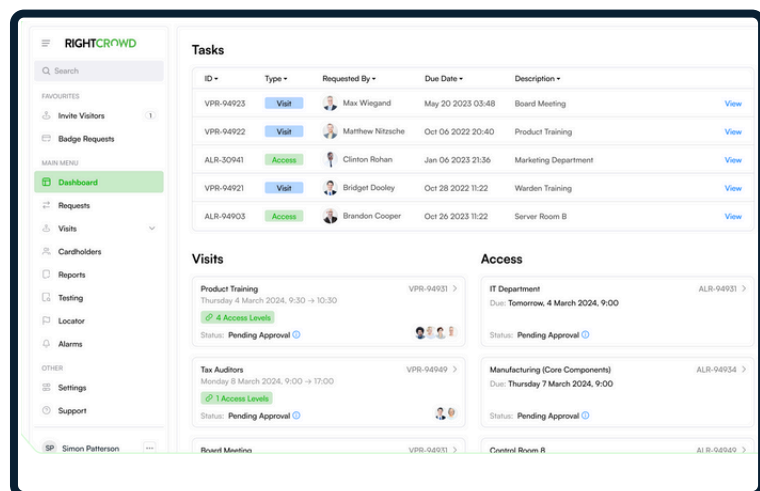 RIGHTCROWD
Search
FAVOURITES
Invite Visitors 1
Badge Requests
MAIN MENU
Dashboard
Requests
Visits
Cardholders
Reports
Testing
Locator
Alarms
OTHER
Settings
Support
SP Simon Patterson
Tasks
ID Type Requested By Due Date Description
VPR-94923 Visit Max Wiegand May 20 2023 03:48 Board Meeting View
VPR-94922 Visit Matthew Nitzsche Oct 06 2022 20:40 Product Training View
ALR-30941 Access Clinton Rohan Jan 06 2023 21:36 Marketing Department View
VPR-94921 Visit Bridget Dooley Oct 28 2022 11:22 Warden Training View
ALR-94903 Access Brandon Cooper Oct 26 2023 11:22 Server Room B View
Visits
Product Training VPR-94931
Thursday 4 March 2024, 9:30 → 10:30
4 Access Levels
Status: Pending Approval
Tax Auditors VPR-94949
Monday 8 March 2024, 9:00 → 17:00
1 Access Levels
Status: Pending Approval
Board Meeting VPR-94931
Access
IT Department ALR-94931
Due: Tomorrow, 4 March 2024, 9:00
Status: Pending Approval
Manufacturing (Core Components) ALR-94934
Due: Thursday 7 March 2024, 9:00
Status: Pending Approval
Control Room 8 ALR-94949